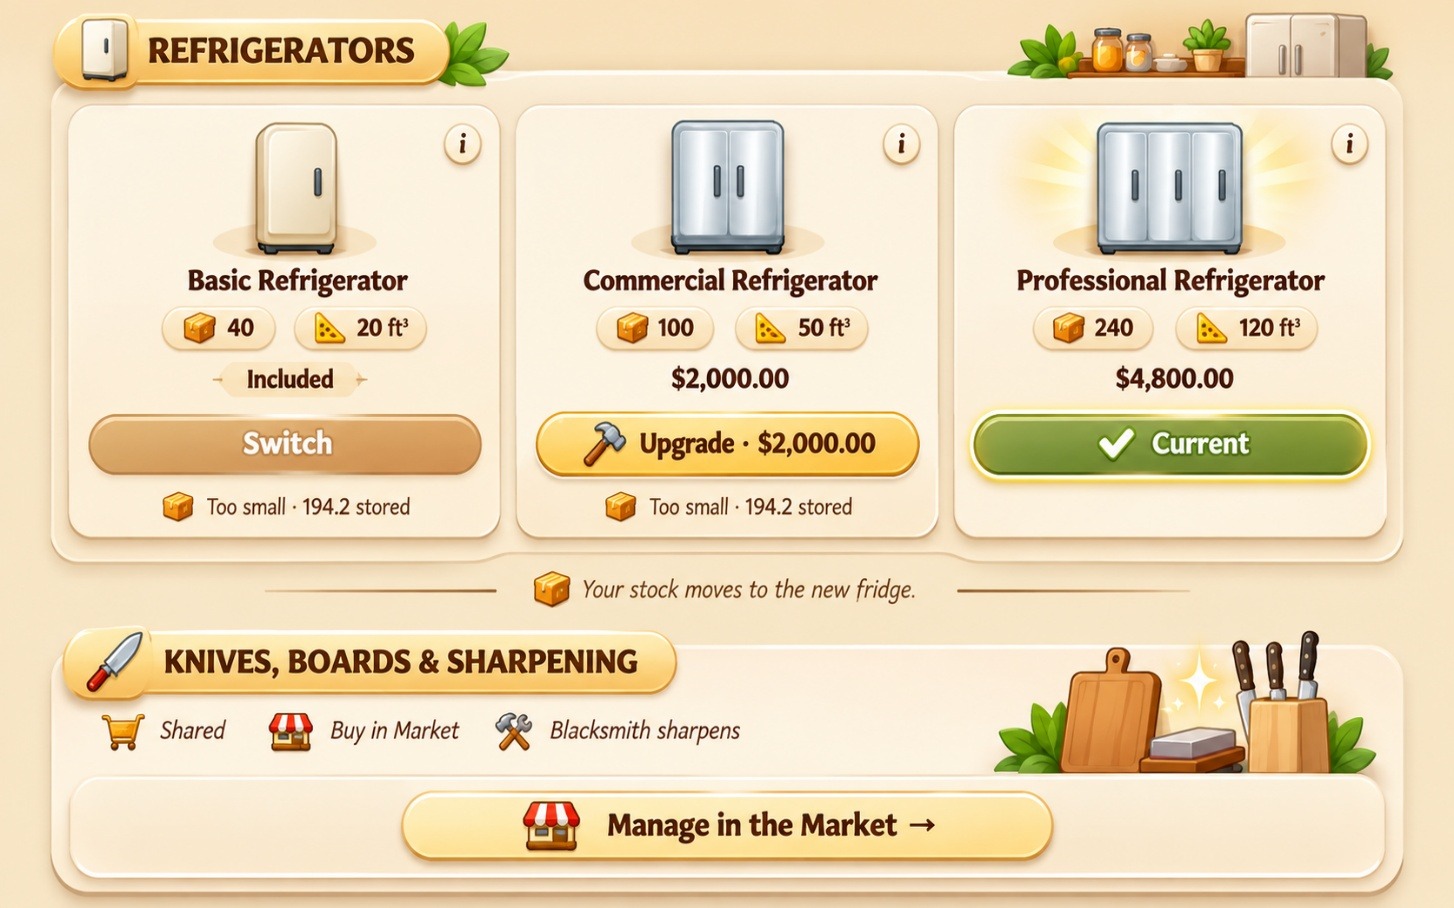 REFRIGERATORS
i
i
i
Basic Refrigerator
40
20 ft³
Included
Switch
Too small · 194.2 stored
Commercial Refrigerator
100
50 ft³
$2,000.00
Upgrade · $2,000.00
Too small · 194.2 stored
Professional Refrigerator
240
120 ft³
$4,800.00
Current
Your stock moves to the new fridge.
KNIVES, BOARDS & SHARPENING
Shared
Buy in Market
Blacksmith sharpens
Manage in the Market →